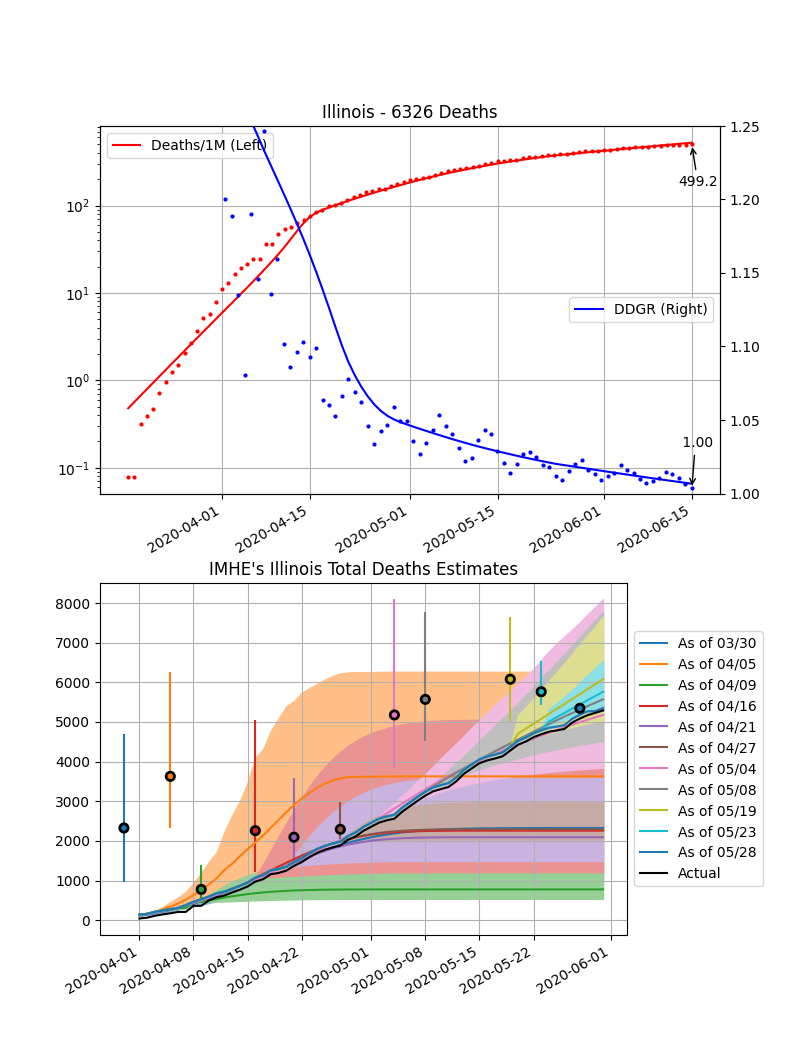 Illinois - 6326 Deaths
Deaths/1M (Left)
DDGR (Right)
499.2
1.00
10²
10¹
10⁰
10⁻¹
1.25
1.20
1.15
1.10
1.05
1.00
2020-04-01
2020-04-15
2020-05-01
2020-05-15
2020-06-01
2020-06-15
IMHE's Illinois Total Deaths Estimates
8000
7000
6000
5000
4000
3000
2000
1000
0
2020-04-01
2020-04-08
2020-04-15
2020-04-22
2020-05-01
2020-05-08
2020-05-15
2020-05-22
2020-06-01
As of 03/30
As of 04/05
As of 04/09
As of 04/16
As of 04/21
As of 04/27
As of 05/04
As of 05/08
As of 05/19
As of 05/23
As of 05/28
Actual